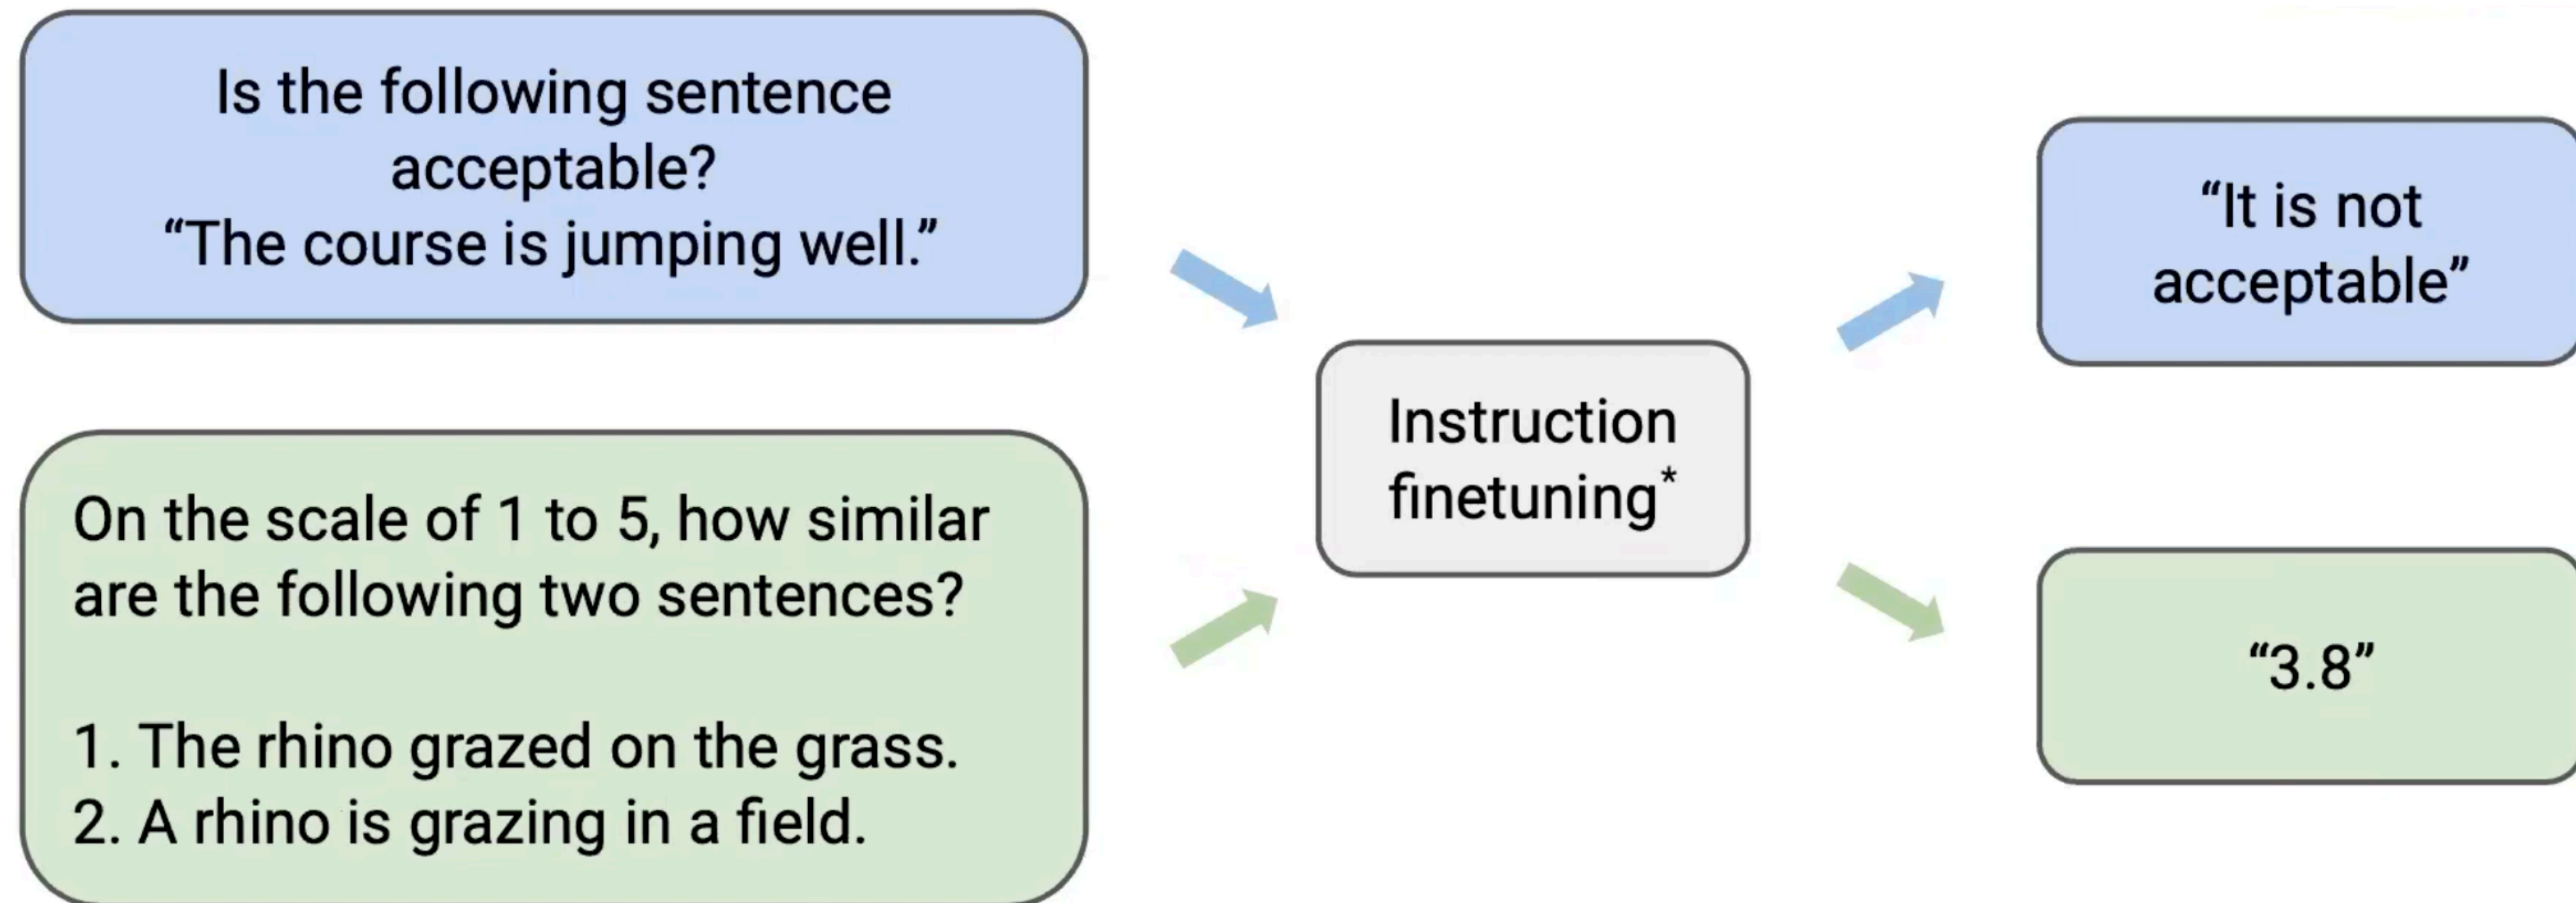 Is the following sentence
acceptable?
“The course is jumping well.”
On the scale of 1 to 5, how similar
are the following two sentences?
1. The rhino grazed on the grass.
2. A rhino is grazing in a field.
Instruction
finetuning*
“It is not
acceptable”
“3.8”